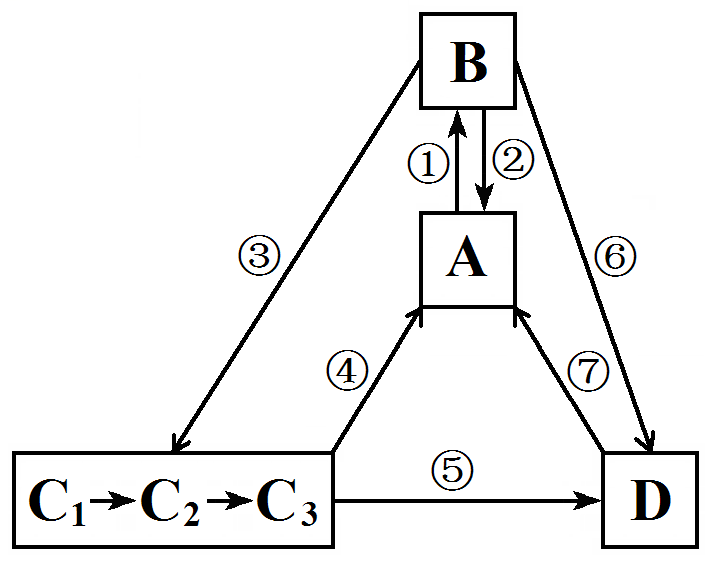 B
① ②
③ A ⑥
④ ⑦
C₁ C₂ C₃ ⑤ D